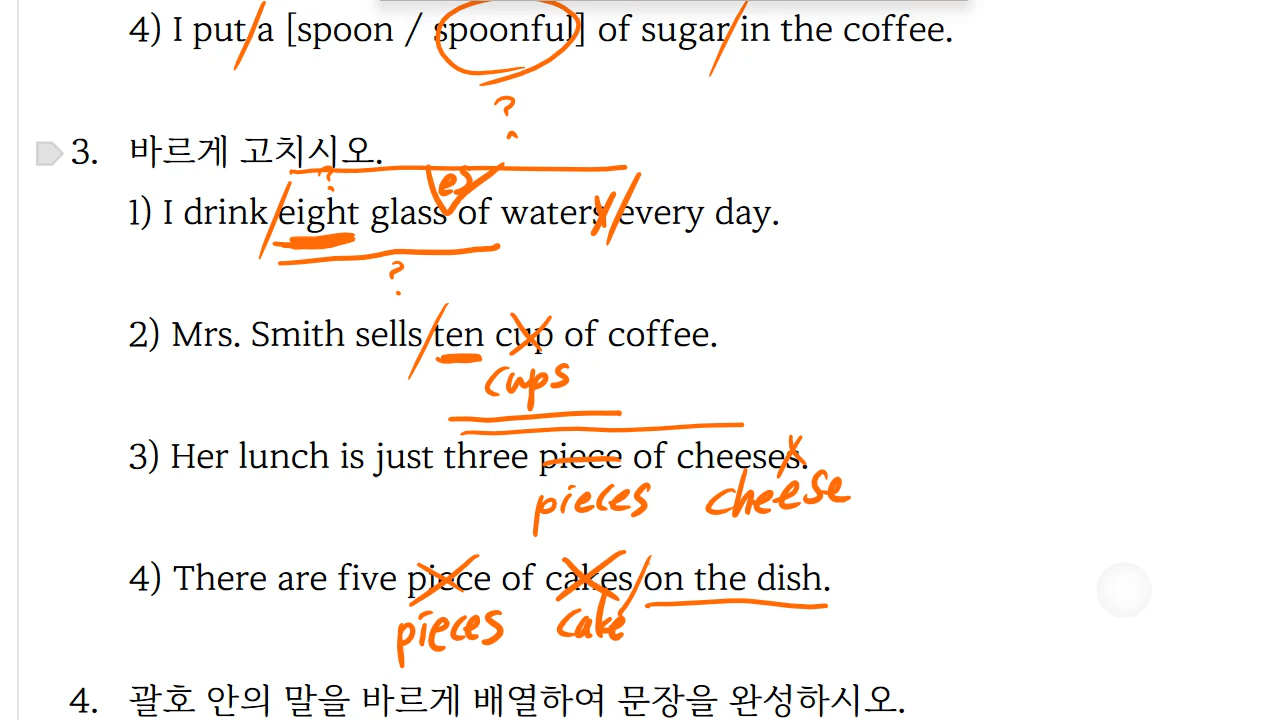 4) I put a [spoon / spoonful] of sugar in the coffee.
?
3. 바르게 고치시오.
?
es
1) I drink eight glass of waters every day.
?
2) Mrs. Smith sells ten cup of coffee.
cups
3) Her lunch is just three piece of cheeses.
pieces cheese
4) There are five piece of cakes on the dish.
pieces cake
4. 괄호 안의 말을 바르게 배열하여 문장을 완성하시오.